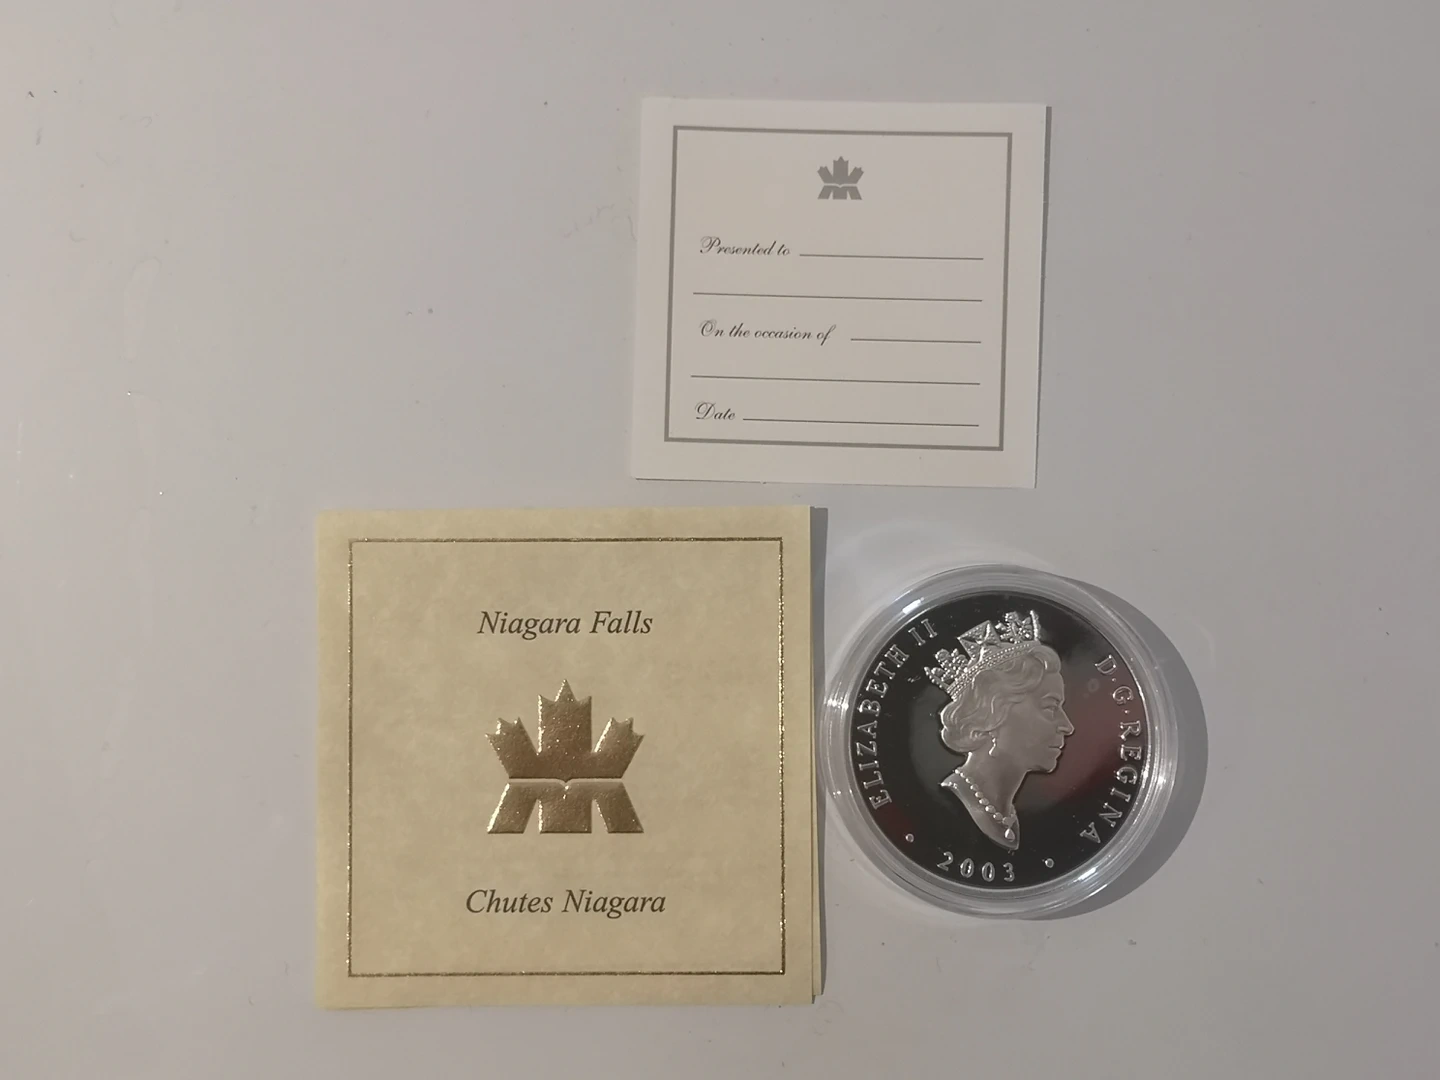 Presented to
On the occasion of
Date
Niagara Falls
Chutes Niagara
ELIZABETH II
D·G·REGINA
• 2003 •